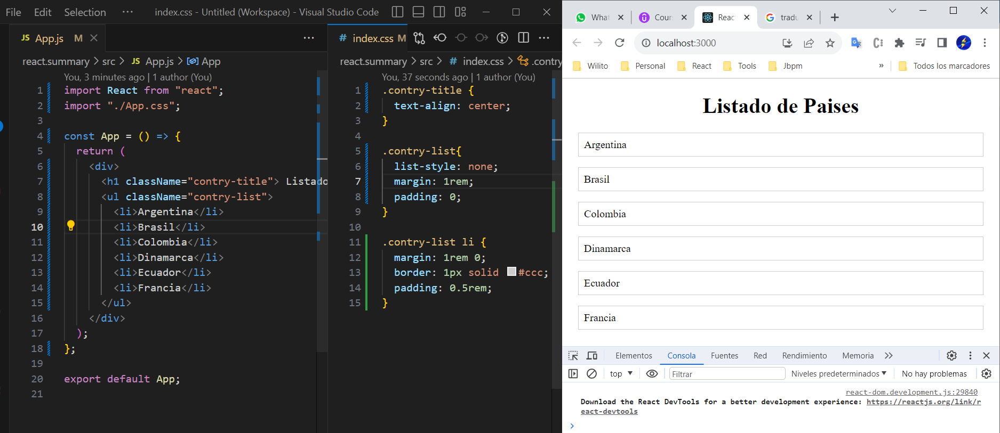 File Edit Selection ··· index.css - Untitled (Workspace) - Visual Studio Code
JS App.js M
react.summary > src > JS App.js > App
You, 3 minutes ago | 1 author (You)
1 import React from "react";
2 import "./App.css";
3
4 const App = () => {
5 return (
6 <div>
7 <h1 className="contry-title"> Listado
8 <ul className="contry-list">
9 <li>Argentina</li>
10 <li>Brasil</li>
11 <li>Colombia</li>
12 <li>Dinamarca</li>
13 <li>Ecuador</li>
14 <li>Francia</li>
15 </ul>
16 </div>
17 );
18 };
19
20 export default App;
21
# index.css M
react.summary > src > # index.css > .contry
You, 37 seconds ago | 1 author (You)
1 .contry-title {
2 text-align: center;
3 }
4
5 .contry-list{
6 list-style: none;
7 margin: 1rem;
8 padding: 0;
9 }
10
11 .contry-list li {
12 margin: 1rem 0;
13 border: 1px solid #ccc;
14 padding: 0.5rem;
15 }
What Cour Reac tradu
localhost:3000
Wilito Personal React Tools Jbpm » Todos los marcadores
Listado de Paises
Argentina
Brasil
Colombia
Dinamarca
Ecuador
Francia
Elementos Consola Fuentes Red Rendimiento Memoria
top Filtrar Niveles predeterminados No hay problemas
react-dom.development.js:29840
Download the React DevTools for a better development experience: https://reactjs.org/link/r
eact-devtools